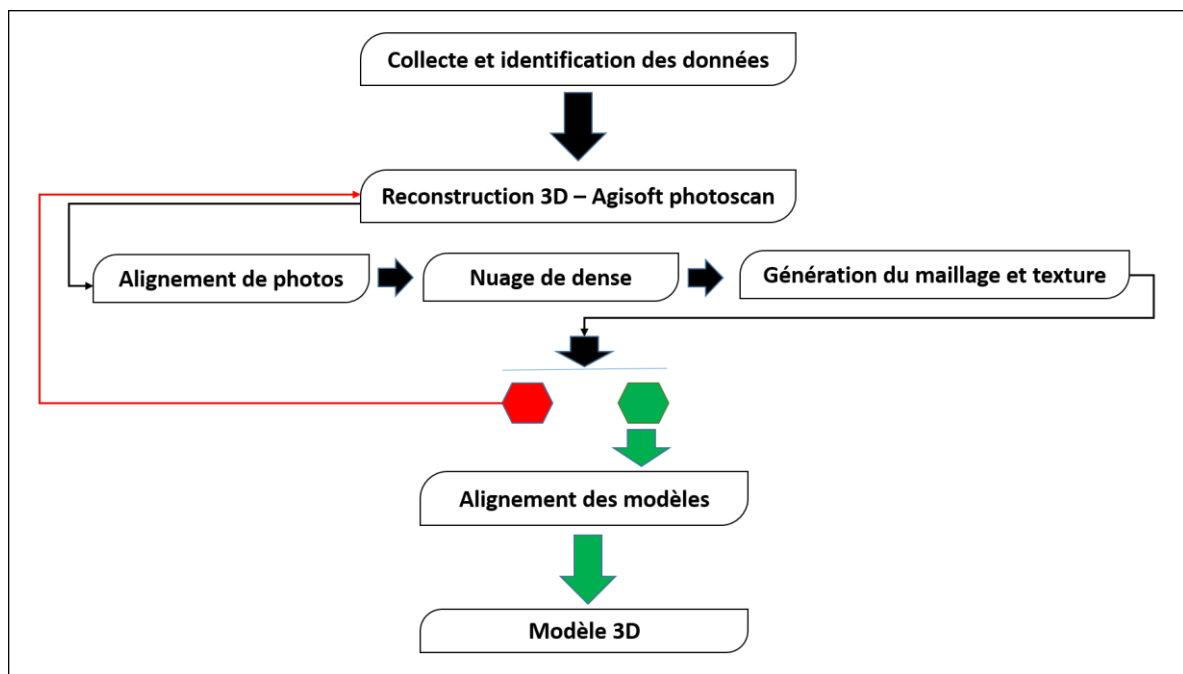 Collecte et identification des données
Reconstruction 3D – Agisoft photoscan
Alignement de photos
Nuage de dense
Génération du maillage et texture
Alignement des modèles
Modèle 3D